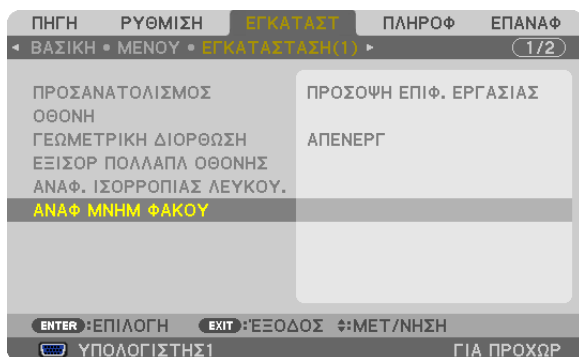 ΠΗΓΗ ΡΥΘΜΙΣΗ ΕΓΚΑΤΑΣΤ ΠΛΗΡΟΦ ΕΠΑΝΑΦ
◂ ΒΑΣΙΚΗ • ΜΕΝΟΥ • ΕΓΚΑΤΑΣΤΑΣΗ(1) ▸ 1/2
ΠΡΟΣΑΝΑΤΟΛΙΣΜΟΣ ΠΡΟΣΟΨΗ ΕΠΙΦ. ΕΡΓΑΣΙΑΣ
ΟΘΟΝΗ
ΓΕΩΜΕΤΡΙΚΗ ΔΙΟΡΘΩΣΗ ΑΠΕΝΕΡΓ
ΕΞΙΣΟΡ ΠΟΛΛΑΠΛ ΟΘΟΝΗΣ
ΑΝΑΦ. ΙΣΟΡΡΟΠΙΑΣ ΛΕΥΚΟΥ.
ΑΝΑΦ ΜΝΗΜ ΦΑΚΟΥ
ENTER :ΕΠΙΛΟΓΗ EXIT :ΈΞΟΔΟΣ ≑:ΜΕΤ/ΝΗΣΗ
ΥΠΟΛΟΓΙΣΤΗΣ1 ΓΙΑ ΠΡΟΧΩΡ